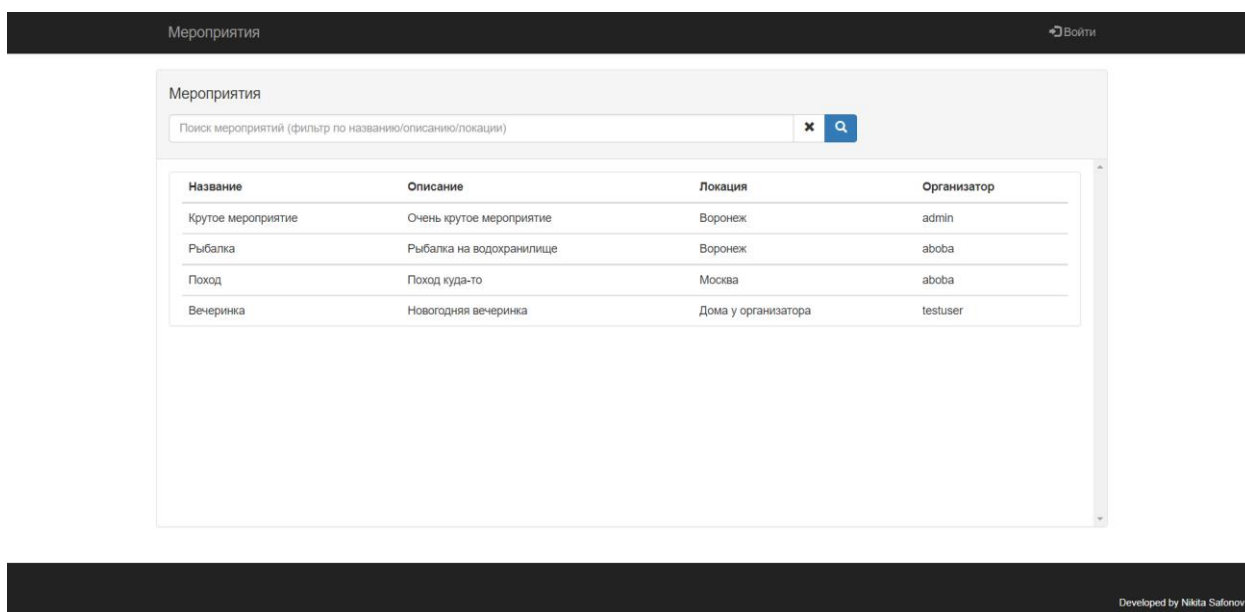 Мероприятия Войти
Мероприятия
Поиск мероприятий (фильтр по названию/описанию/локации)
Название Описание Локация Организатор
Крутое мероприятие Очень крутое мероприятие Воронеж admin
Рыбалка Рыбалка на водохранилище Воронеж aboba
Поход Поход куда-то Москва aboba
Вечеринка Новогодняя вечеринка Дома у организатора testuser
Developed by Nikita Safonov